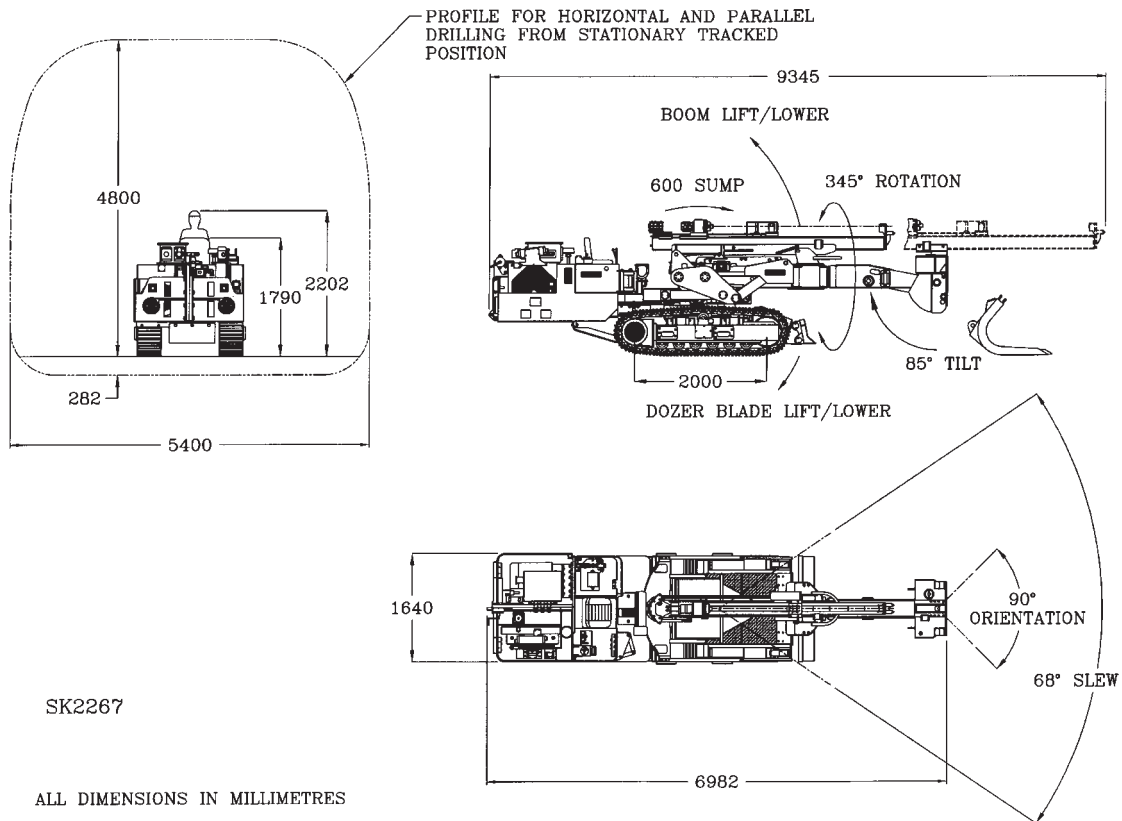 PROFILE FOR HORIZONTAL AND PARALLEL
DRILLING FROM STATIONARY TRACKED
POSITION
9345
BOOM LIFT/LOWER
4800
600 SUMP
345° ROTATION
1790
2202
85° TILT
2000
282
DOZER BLADE LIFT/LOWER
5400
1640
90°
ORIENTATION
68° SLEW
SK2267
6982
ALL DIMENSIONS IN MILLIMETRES